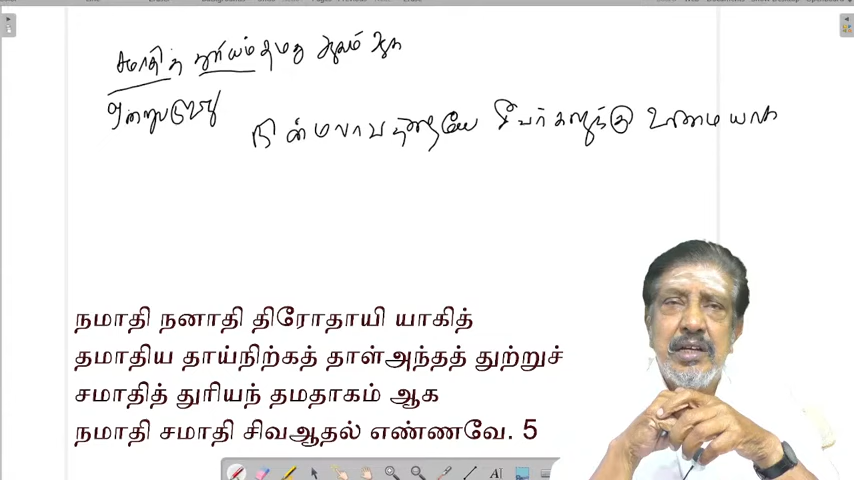 சமாதித் துரியம் தமது ஆகம் ஆக
நின்மலாவத்தையே சீவர்களுக்கு உண்மையாக
நமாதி நனாதி திரோதாயி யாகித்
தமாதிய தாய்நிற்கத் தாள்அந்தத் துற்றுச்
சமாதித் துரியந் தமதாகம் ஆக
நமாதி சமாதி சிவஆதல் எண்ணவே. 5